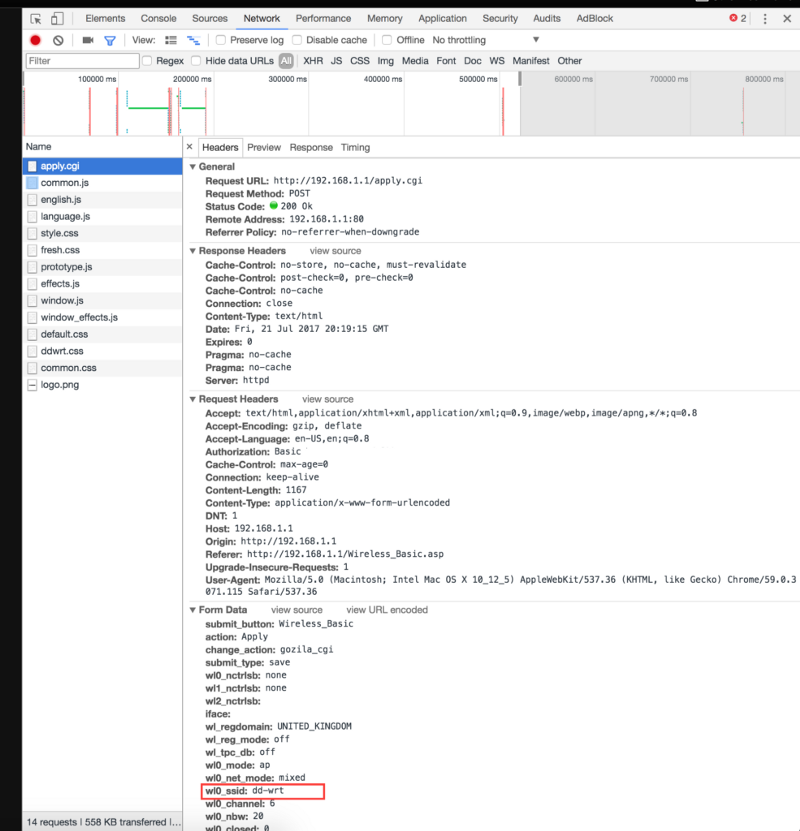 Elements Console Sources Network Performance Memory Application Security Audits AdBlock 2
View: Preserve log Disable cache Offline No throttling
Filter Regex Hide data URLs All XHR JS CSS Img Media Font Doc WS Manifest Other
100000 ms 200000 ms 300000 ms 400000 ms 500000 ms 600000 ms 700000 ms 800000 ms
Name
apply.cgi
common.js
english.js
language.js
style.css
fresh.css
prototype.js
effects.js
window.js
window_effects.js
default.css
ddwrt.css
common.css
logo.png
14 requests | 558 KB transferred |...
× Headers Preview Response Timing
General
Request URL: http://192.168.1.1/apply.cgi
Request Method: POST
Status Code: 200 Ok
Remote Address: 192.168.1.1:80
Referrer Policy: no-referrer-when-downgrade
Response Headers view source
Cache-Control: no-store, no-cache, must-revalidate
Cache-Control: post-check=0, pre-check=0
Cache-Control: no-cache
Connection: close
Content-Type: text/html
Date: Fri, 21 Jul 2017 20:19:15 GMT
Expires: 0
Pragma: no-cache
Pragma: no-cache
Server: httpd
Request Headers view source
Accept: text/html,application/xhtml+xml,application/xml;q=0.9,image/webp,image/apng,*/*;q=0.8
Accept-Encoding: gzip, deflate
Accept-Language: en-US,en;q=0.8
Authorization: Basic
Cache-Control: max-age=0
Connection: keep-alive
Content-Length: 1167
Content-Type: application/x-www-form-urlencoded
DNT: 1
Host: 192.168.1.1
Origin: http://192.168.1.1
Referer: http://192.168.1.1/Wireless_Basic.asp
Upgrade-Insecure-Requests: 1
User-Agent: Mozilla/5.0 (Macintosh; Intel Mac OS X 10_12_5) AppleWebKit/537.36 (KHTML, like Gecko) Chrome/59.0.3
071.115 Safari/537.36
Form Data view source view URL encoded
submit_button: Wireless_Basic
action: Apply
change_action: gozila_cgi
submit_type: save
wl0_nctrlsb: none
wl1_nctrlsb: none
wl2_nctrlsb:
iface:
wl_regdomain: UNITED_KINGDOM
wl_reg_mode: off
wl_tpc_db: off
wl0_mode: ap
wl0_net_mode: mixed
wl0_ssid: dd-wrt
wl0_channel: 6
wl0_nbw: 20
wl0_closed: 0